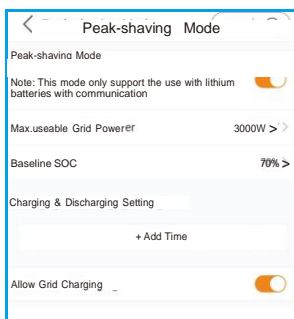 Peak-shaving Mode
Peak-shaving Mode
Note: This mode only support the use with lithium
batteries with communication
Max.useable Grid Powerer 3000W >
Baseline SOC 70% >
Charging & Discharging Setting
+ Add Time
Allow Grid Charging